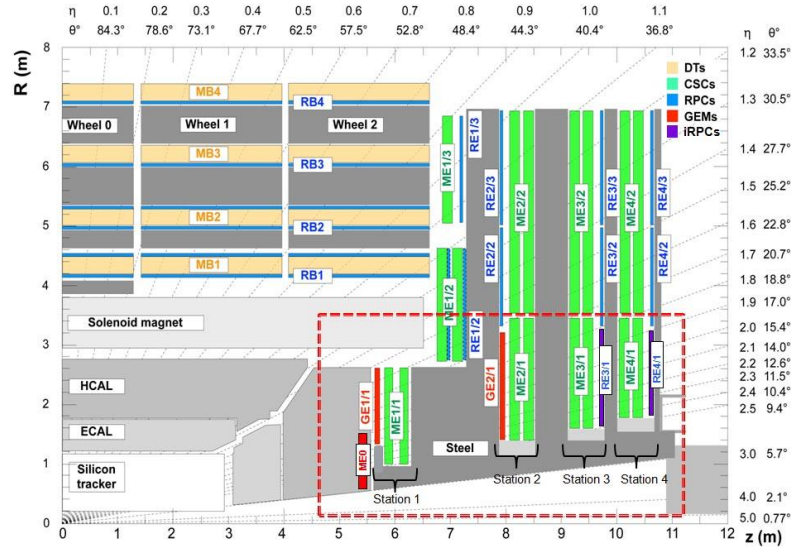 η 0.1 0.2 0.3 0.4 0.5 0.6 0.7 0.8 0.9 1.0 1.1
θ° 84.3° 78.6° 73.1° 67.7° 62.5° 57.5° 52.8° 48.4° 44.3° 40.4° 36.8° η θ°
R (m)
8
7
6
5
4
3
2
1
0
1.2 33.5°
1.3 30.5°
1.4 27.7°
1.5 25.2°
1.6 22.8°
1.7 20.7°
1.8 18.8°
1.9 17.0°
2.0 15.4°
2.1 14.0°
2.2 12.6°
2.3 11.5°
2.4 10.4°
2.5 9.4°
3.0 5.7°
4.0 2.1°
5.0 0.77°
DTs
CSCs
RPCs
GEMs
iRPCs
MB4
RB4
Wheel 0 Wheel 1 Wheel 2
MB3
RB3
MB2
RB2
MB1
RB1
Solenoid magnet
HCAL
ECAL
Silicon
tracker
Steel
ME1/3
RE1/3
ME1/2
RE1/2
RE2/3
RE2/2
ME2/2
ME3/2
RE3/3
RE3/2
ME4/2
RE4/3
RE4/2
GE1/1
ME1/1
ME0
GE2/1
ME2/1
ME3/1
RE3/1
ME4/1
RE4/1
Station 1
Station 2
Station 3
Station 4
0 1 2 3 4 5 6 7 8 9 10 11 12
z (m)